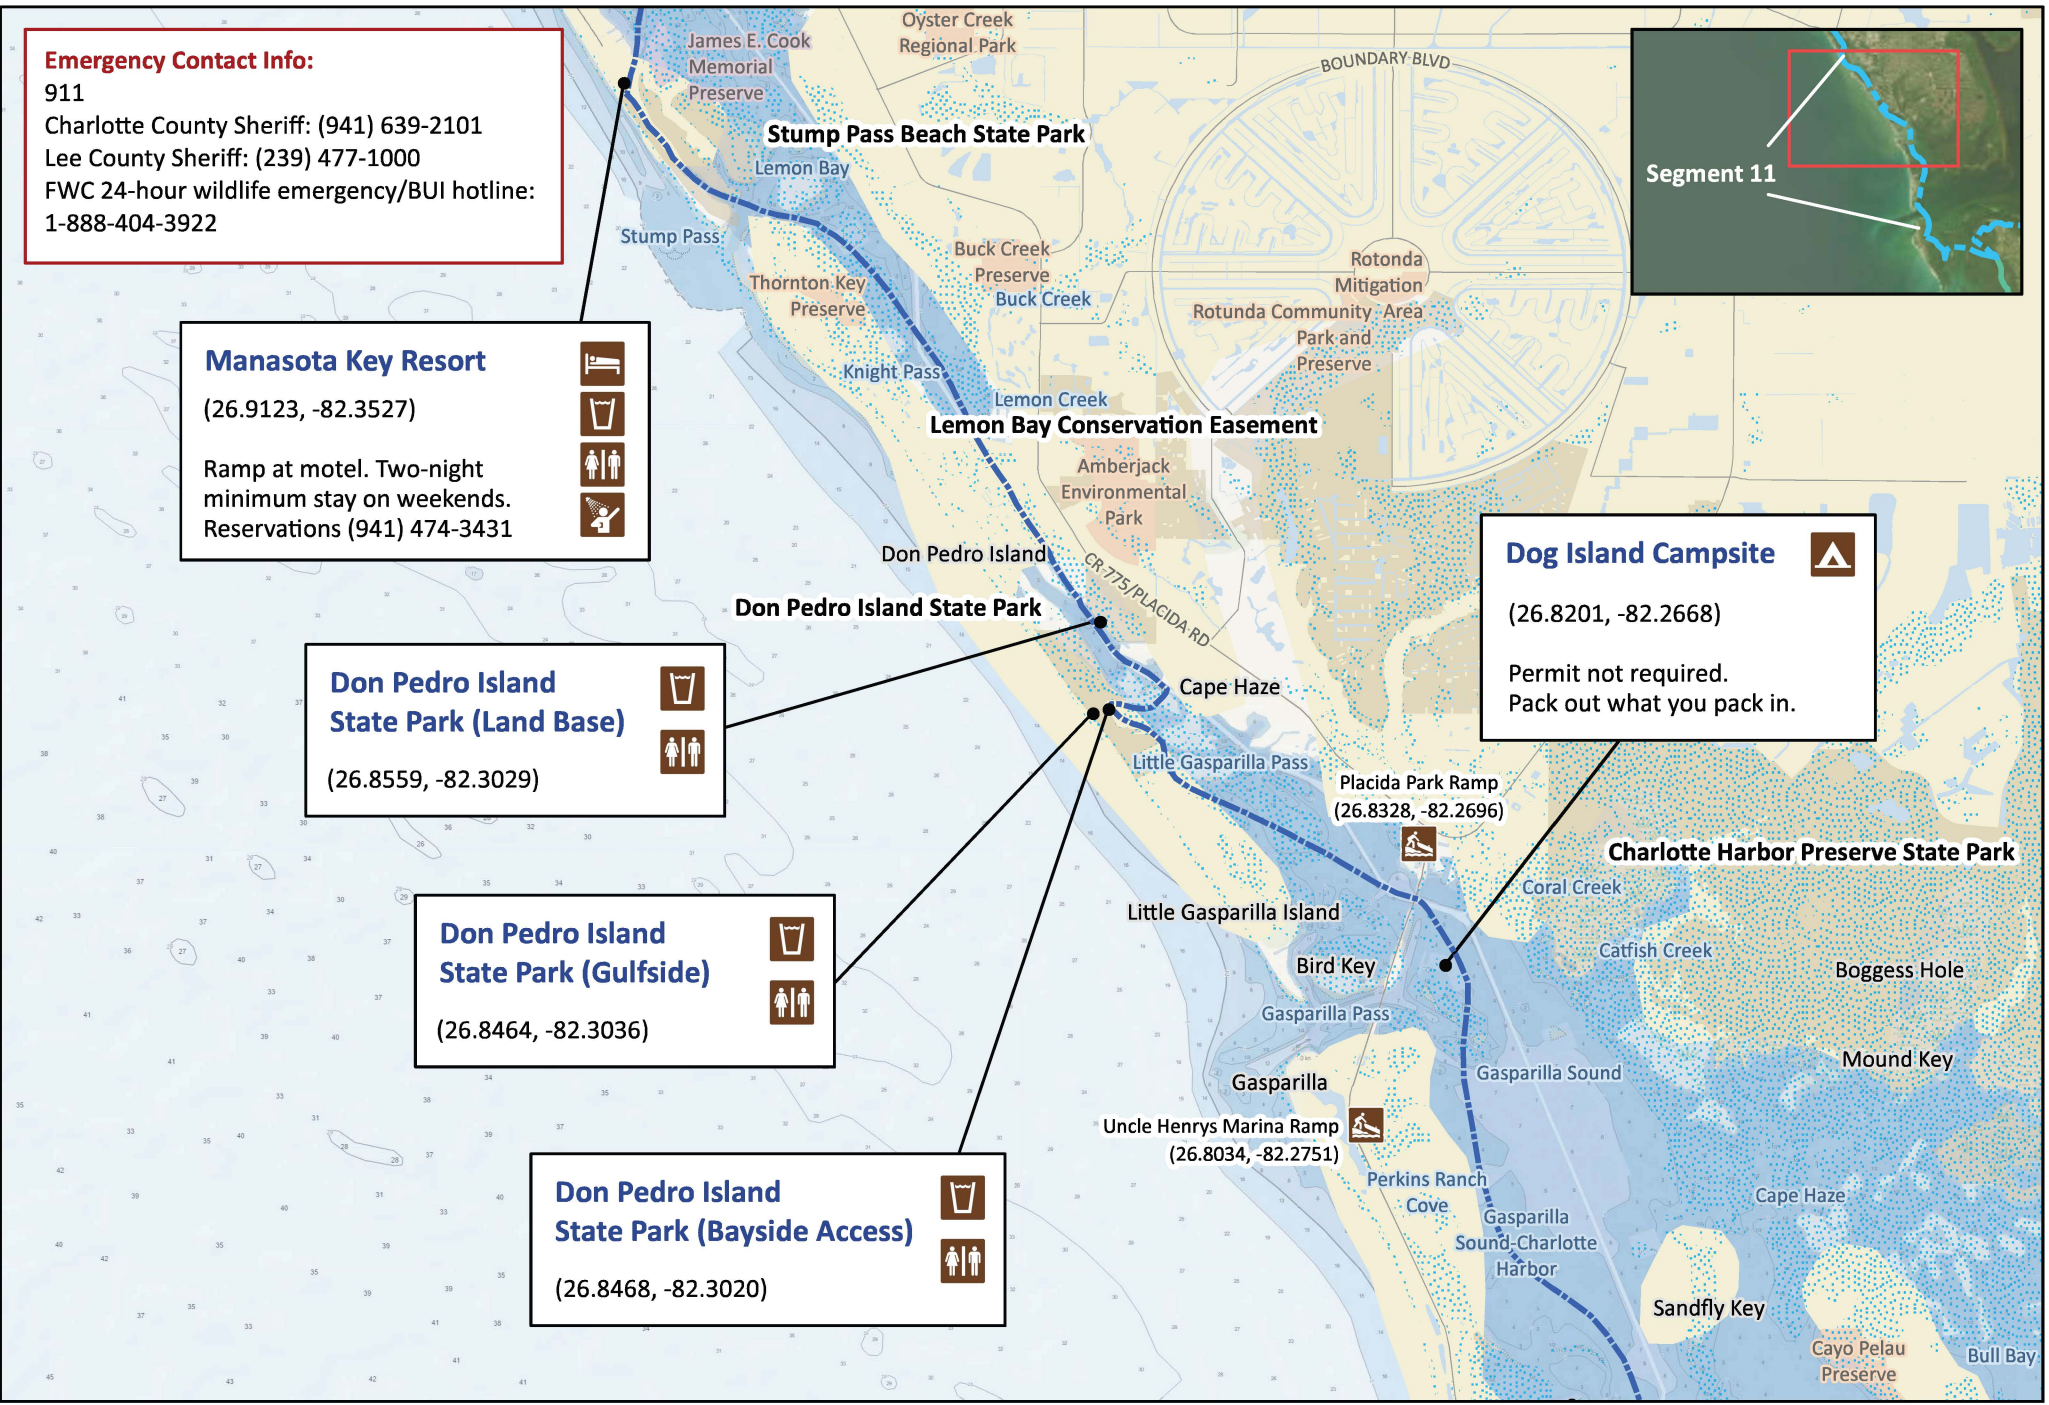 Emergency Contact Info:
911
Charlotte County Sheriff: (941) 639-2101
Lee County Sheriff: (239) 477-1000
FWC 24-hour wildlife emergency/BUI hotline:
1-888-404-3922
James E. Cook
Memorial
Preserve
Oyster Creek
Regional Park
BOUNDARY BLVD
Segment 11
Stump Pass Beach State Park
Lemon Bay
Stump Pass
Buck Creek
Preserve
Buck Creek
Thornton Key
Preserve
Rotonda
Mitigation
Area
Rotunda Community
Park and
Preserve
Manasota Key Resort
(26.9123, -82.3527)
Ramp at motel. Two-night
minimum stay on weekends.
Reservations (941) 474-3431
Knight Pass
Lemon Creek
Lemon Bay Conservation Easement
Amberjack
Environmental
Park
Don Pedro Island
CR 775/PLACIDA RD
Don Pedro Island State Park
Dog Island Campsite
(26.8201, -82.2668)
Permit not required.
Pack out what you pack in.
Don Pedro Island
State Park (Land Base)
(26.8559, -82.3029)
Cape Haze
Little Gasparilla Pass
Placida Park Ramp
(26.8328, -82.2696)
Charlotte Harbor Preserve State Park
Coral Creek
Little Gasparilla Island
Catfish Creek
Bird Key
Boggess Hole
Don Pedro Island
State Park (Gulfside)
(26.8464, -82.3036)
Gasparilla Pass
Mound Key
Gasparilla Sound
Gasparilla
Uncle Henrys Marina Ramp
(26.8034, -82.2751)
Perkins Ranch
Cove
Cape Haze
Don Pedro Island
State Park (Bayside Access)
(26.8468, -82.3020)
Gasparilla
Sound-Charlotte
Harbor
Sandfly Key
Cayo Pelau
Preserve
Bull Bay